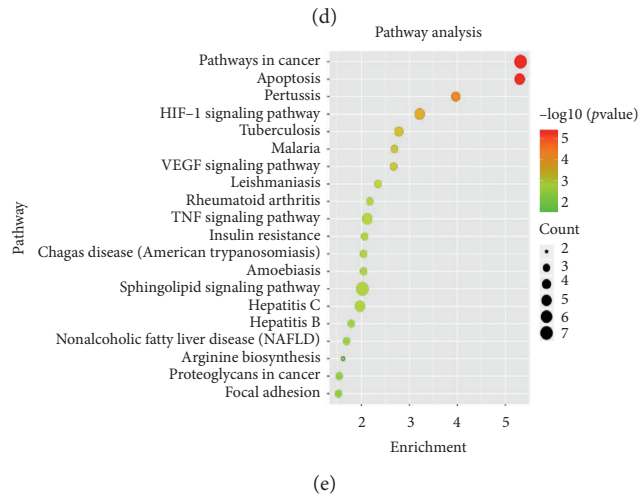 (d)
Pathway analysis
Pathways in cancer
Apoptosis
Pertussis
HIF–1 signaling pathway
Tuberculosis
Malaria
VEGF signaling pathway
Leishmaniasis
Rheumatoid arthritis
TNF signaling pathway
Insulin resistance
Chagas disease (American trypanosomiasis)
Amoebiasis
Sphingolipid signaling pathway
Hepatitis C
Hepatitis B
Nonalcoholic fatty liver disease (NAFLD)
Arginine biosynthesis
Proteoglycans in cancer
Focal adhesion
Pathway
2 3 4 5
Enrichment
–log10 (pvalue)
5
4
3
2
Count
2
3
4
5
6
7
(e)